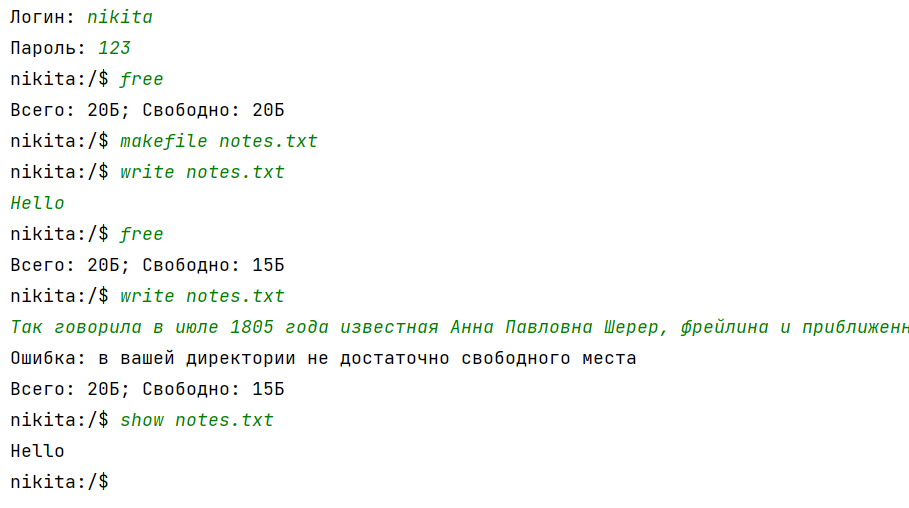 Логин: nikita
Пароль: 123
nikita:/$ free
Всего: 20Б; Свободно: 20Б
nikita:/$ makefile notes.txt
nikita:/$ write notes.txt
Hello
nikita:/$ free
Всего: 20Б; Свободно: 15Б
nikita:/$ write notes.txt
Так говорила в июле 1805 года известная Анна Павловна Шерер, фрейлина и приближенн
Ошибка: в вашей директории не достаточно свободного места
Всего: 20Б; Свободно: 15Б
nikita:/$ show notes.txt
Hello
nikita:/$